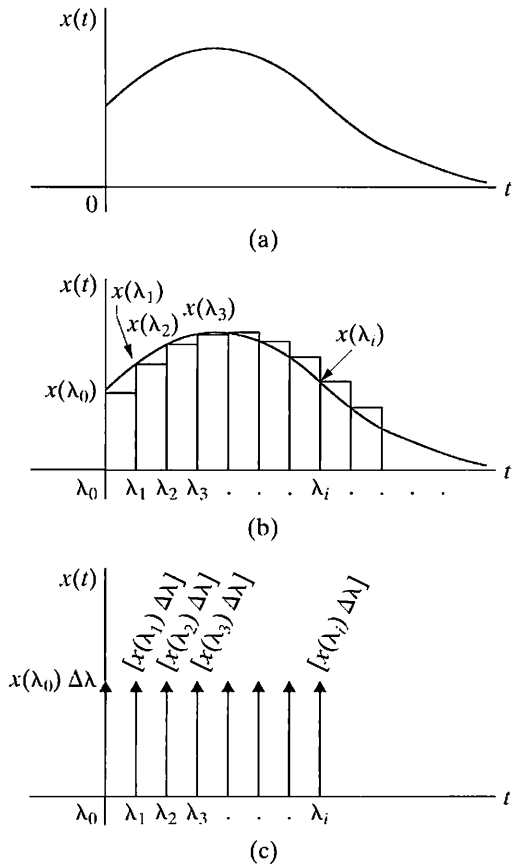 x(t)
t
0
(a)
x(t)
x(λ₁)
x(λ₂) x(λ₃)
x(λᵢ)
x(λ₀)
λ₀ λ₁ λ₂ λ₃ . . . λᵢ . . . .
t
(b)
x(t)
[x(λ₁) Δλ]
[x(λ₂) Δλ]
[x(λ₃) Δλ]
[x(λᵢ) Δλ]
x(λ₀) Δλ
λ₀ λ₁ λ₂ λ₃ . . . λᵢ
t
(c)